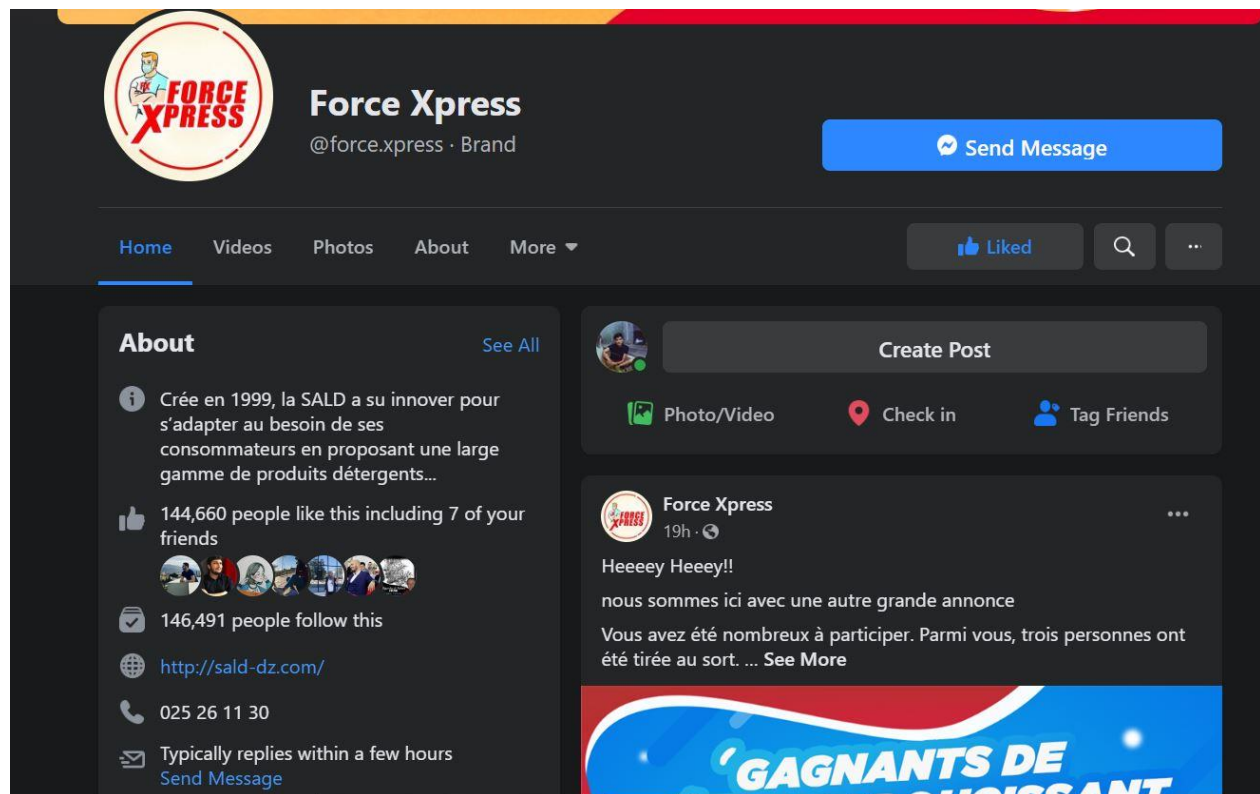 FORCE
XPRESS
Force Xpress
@force.xpress · Brand
Send Message
Home
Videos
Photos
About
More
Liked
About
See All
Crée en 1999, la SALD a su innover pour
s’adapter au besoin de ses
consommateurs en proposant une large
gamme de produits détergents...
144,660 people like this including 7 of your
friends
146,491 people follow this
http://sald-dz.com/
025 26 11 30
Typically replies within a few hours
Send Message
Create Post
Photo/Video
Check in
Tag Friends
FORCE
XPRESS
Force Xpress
19h ·
Heeeey Heeey!!
nous sommes ici avec une autre grande annonce
Vous avez été nombreux à participer. Parmi vous, trois personnes ont
été tirée au sort. ... See More
GAGNANTS DE